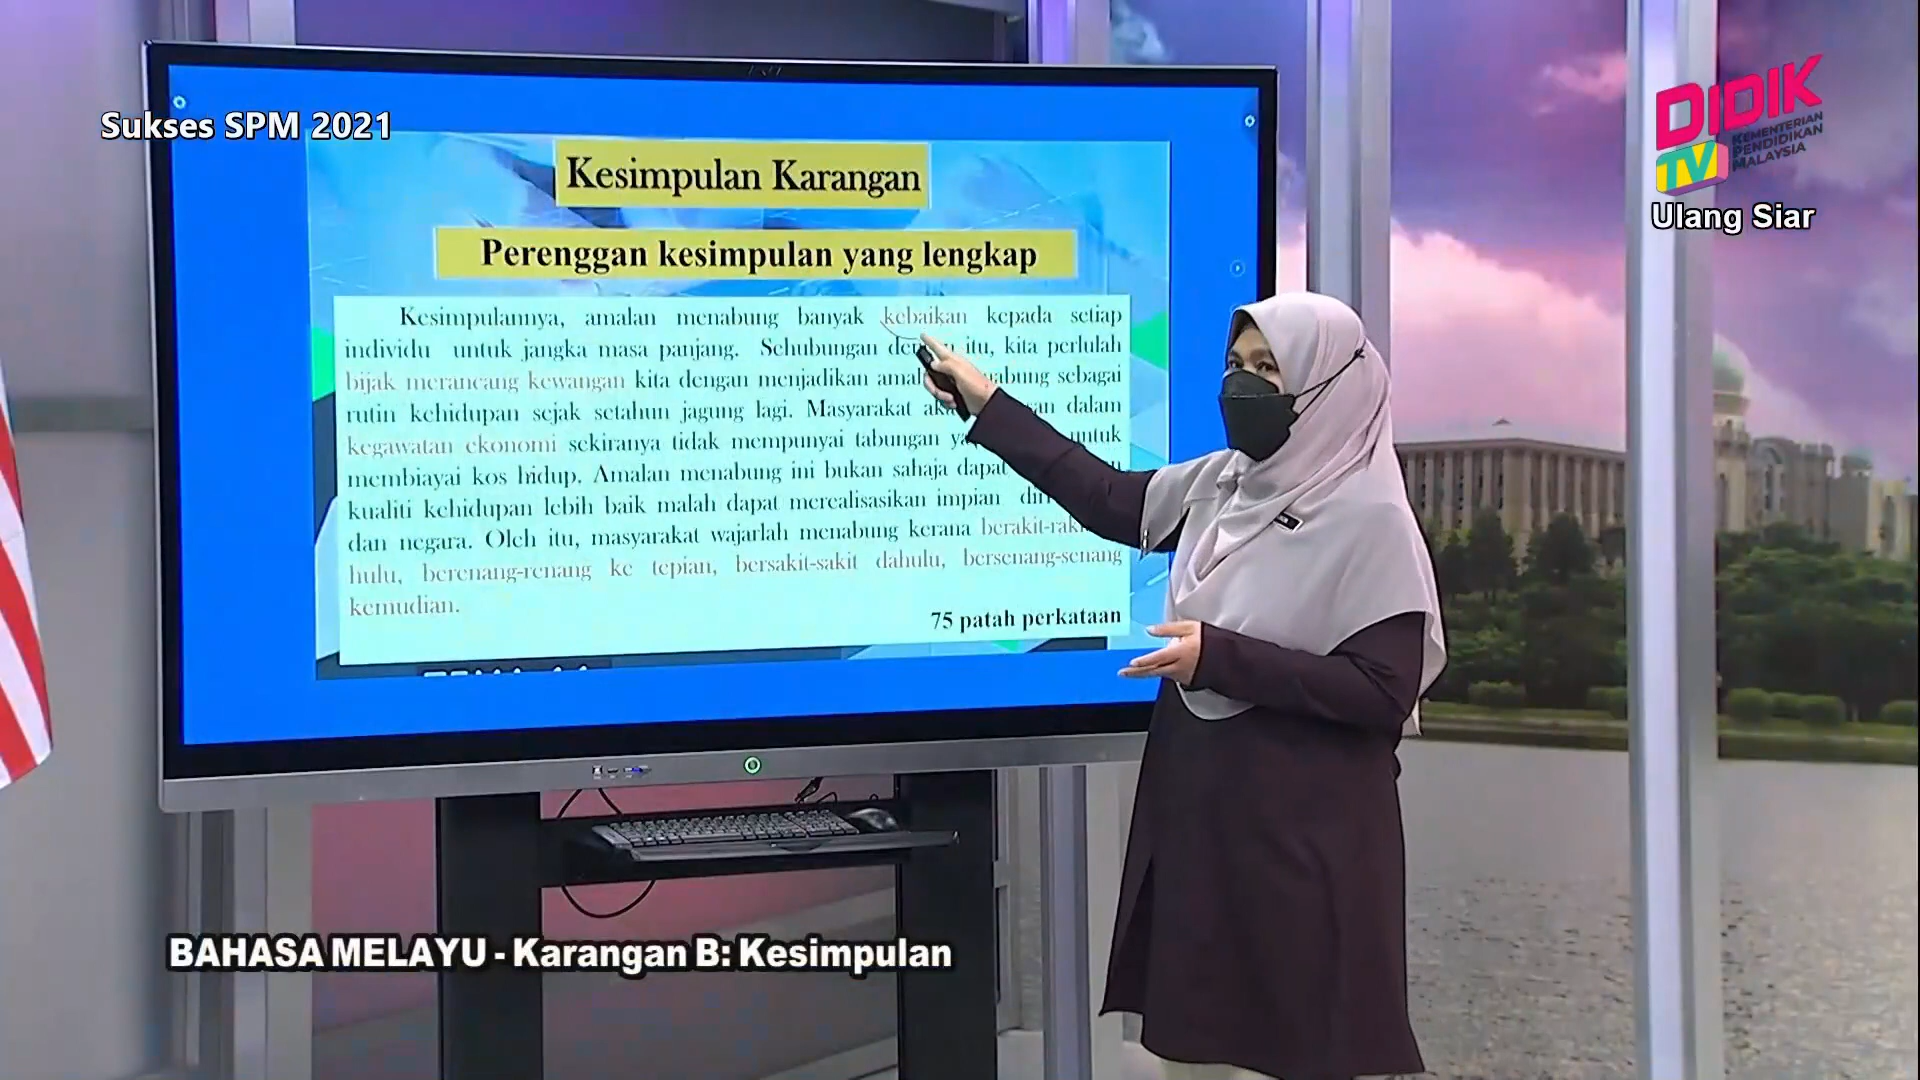 Sukses SPM 2021
DIDIK
TV
KEMENTERIAN
PENDIDIKAN
MALAYSIA
Ulang Siar
Kesimpulan Karangan
Perenggan kesimpulan yang lengkap
Kesimpulannya, amalan menabung banyak kebaikan kepada setiap
individu untuk jangka masa panjang. Sehubungan dengan itu, kita perlulah
bijak merancang kewangan kita dengan menjadikan amalan menabung sebagai
rutin kehidupan sejak setahun jagung lagi. Masyarakat dalam
kegawatan ekonomi sekiranya tidak mempunyai tabungan untuk
membiayai kos hidup. Amalan menabung ini bukan sahaja dapat
kualiti kehidupan lebih baik malah dapat merealisasikan impian
dan negara. Oleh itu, masyarakat wajarlah menabung kerana berakit-rakit
hulu, berenang-renang ke tepian, bersakit-sakit dahulu, bersenang-senang
kemudian.
75 patah perkataan
BAHASA MELAYU - Karangan B: Kesimpulan